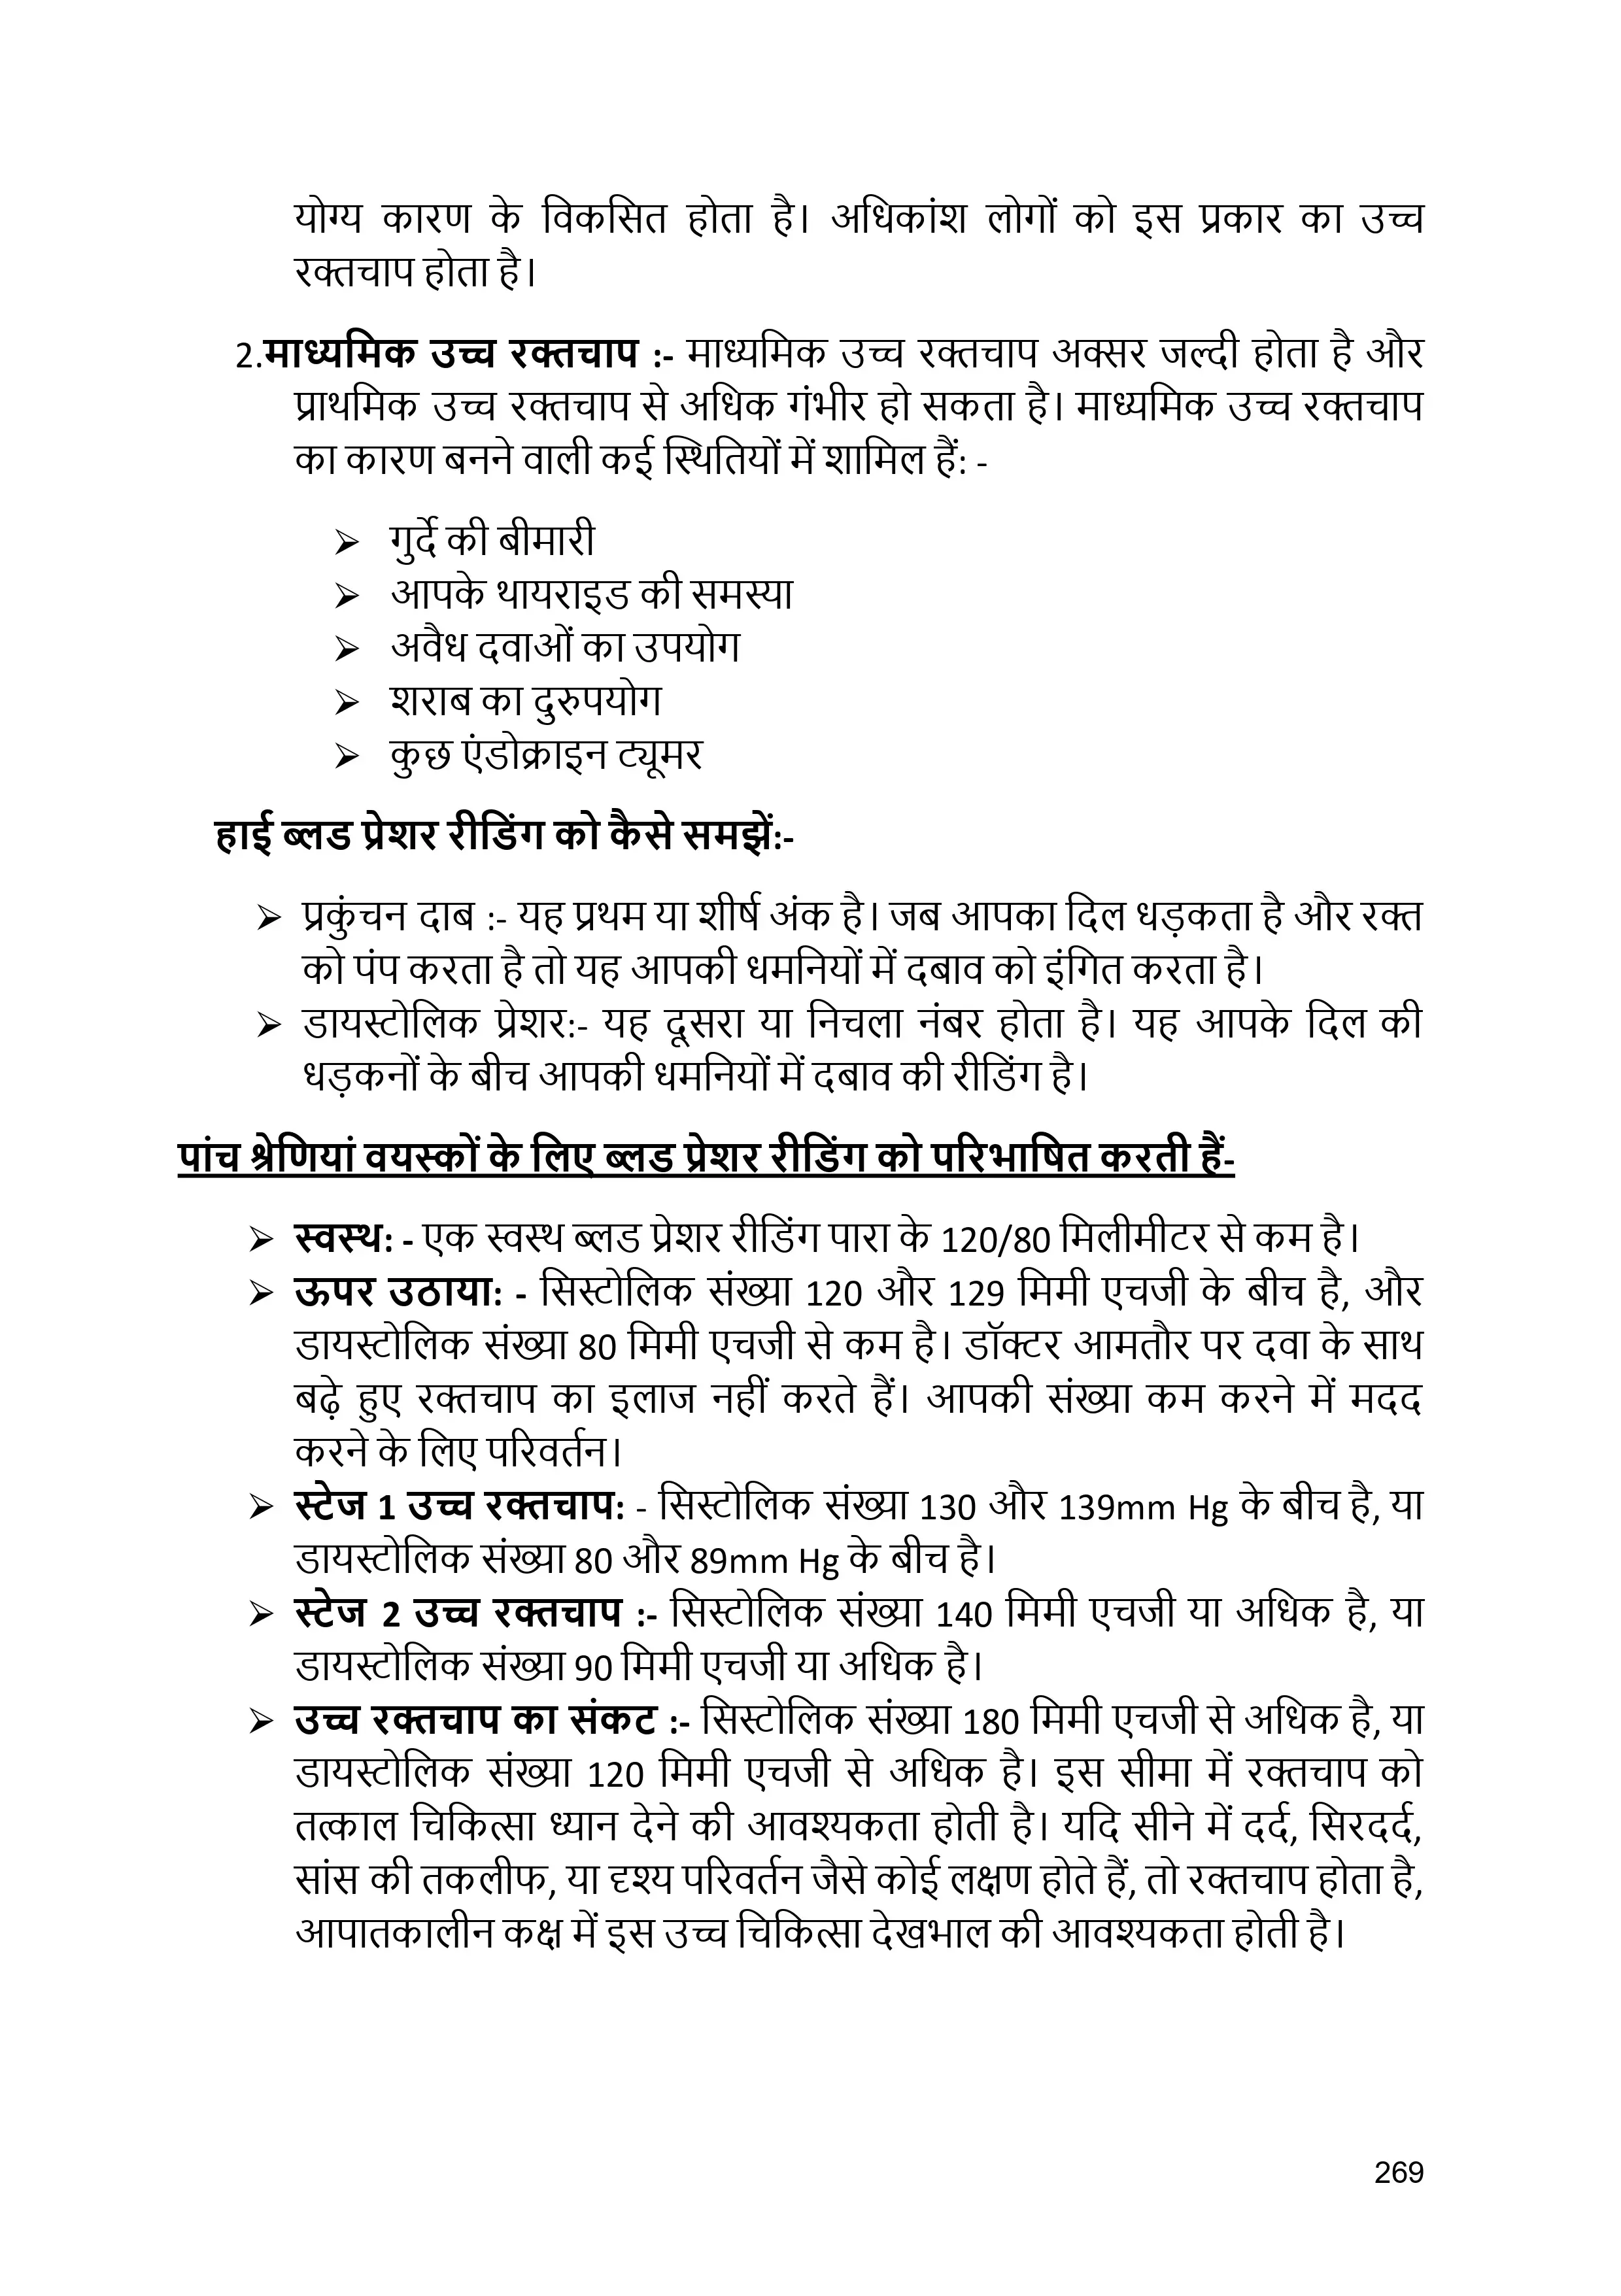 योग्य कारण के विकसित होता है। अधिकांश लोगों को इस प्रकार का उच्च
रक्तचाप होता है।
2.माध्यमिक उच्च रक्तचाप :- माध्यमिक उच्च रक्तचाप अक्सर जल्दी होता है और
प्राथमिक उच्च रक्तचाप से अधिक गंभीर हो सकता है। माध्यमिक उच्च रक्तचाप
का कारण बनने वाली कई स्थितियों में शामिल हैं: -
➢ गुर्दे की बीमारी
➢ आपके थायराइड की समस्या
➢ अवैध दवाओं का उपयोग
➢ शराब का दुरुपयोग
➢ कुछ एंडोक्राइन ट्यूमर
हाई ब्लड प्रेशर रीडिंग को कैसे समझें:-
➢ प्रकुंचन दाब :- यह प्रथम या शीर्ष अंक है। जब आपका दिल धड़कता है और रक्त
को पंप करता है तो यह आपकी धमनियों में दबाव को इंगित करता है।
➢ डायस्टोलिक प्रेशर:- यह दूसरा या निचला नंबर होता है। यह आपके दिल की
धड़कनों के बीच आपकी धमनियों में दबाव की रीडिंग है।
पांच श्रेणियां वयस्कों के लिए ब्लड प्रेशर रीडिंग को परिभाषित करती हैं-
➢ स्वस्थ: - एक स्वस्थ ब्लड प्रेशर रीडिंग पारा के 120/80 मिलीमीटर से कम है।
➢ ऊपर उठाया: - सिस्टोलिक संख्या 120 और 129 मिमी एचजी के बीच है, और
डायस्टोलिक संख्या 80 मिमी एचजी से कम है। डॉक्टर आमतौर पर दवा के साथ
बढ़े हुए रक्तचाप का इलाज नहीं करते हैं। आपकी संख्या कम करने में मदद
करने के लिए परिवर्तन।
➢ स्टेज 1 उच्च रक्तचाप: - सिस्टोलिक संख्या 130 और 139mm Hg के बीच है, या
डायस्टोलिक संख्या 80 और 89mm Hg के बीच है।
➢ स्टेज 2 उच्च रक्तचाप :- सिस्टोलिक संख्या 140 मिमी एचजी या अधिक है, या
डायस्टोलिक संख्या 90 मिमी एचजी या अधिक है।
➢ उच्च रक्तचाप का संकट :- सिस्टोलिक संख्या 180 मिमी एचजी से अधिक है, या
डायस्टोलिक संख्या 120 मिमी एचजी से अधिक है। इस सीमा में रक्तचाप को
तत्काल चिकित्सा ध्यान देने की आवश्यकता होती है। यदि सीने में दर्द, सिरदर्द,
सांस की तकलीफ, या दृश्य परिवर्तन जैसे कोई लक्षण होते हैं, तो रक्तचाप होता है,
आपातकालीन कक्ष में इस उच्च चिकित्सा देखभाल की आवश्यकता होती है।
269